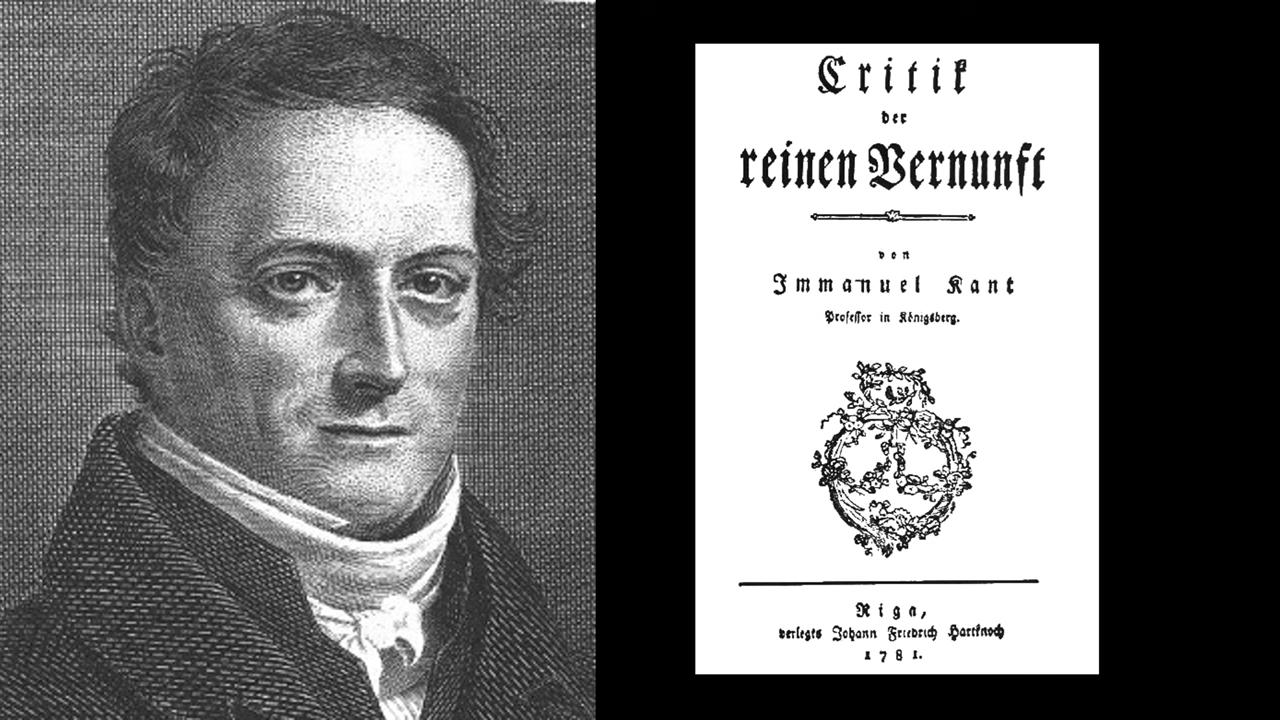 Critik
der
reinen Vernunft
von
Immanuel Kant
Professor in Königsberg.
Riga,
verlegts Johann Friedrich Hartknoch
1781.